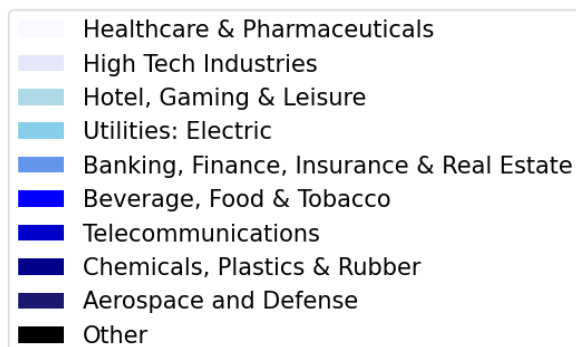 Healthcare & Pharmaceuticals
High Tech Industries
Hotel, Gaming & Leisure
Utilities: Electric
Banking, Finance, Insurance & Real Estate
Beverage, Food & Tobacco
Telecommunications
Chemicals, Plastics & Rubber
Aerospace and Defense
Other